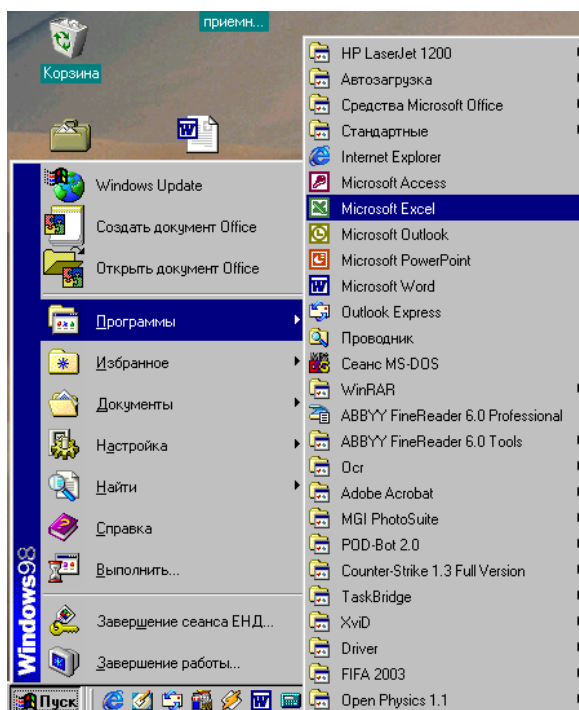 приемн...
Корзина
Windows Update
Создать документ Office
Открыть документ Office
Программы
Избранное
Документы
Настройка
Найти
Справка
Выполнить...
Завершение сеанса ЕНД...
Завершение работы...
Windows98
Пуск
HP LaserJet 1200
Автозагрузка
Средства Microsoft Office
Стандартные
Internet Explorer
Microsoft Access
Microsoft Excel
Microsoft Outlook
Microsoft PowerPoint
Microsoft Word
Outlook Express
Проводник
Сеанс MS-DOS
WinRAR
ABBYY FineReader 6.0 Professional
ABBYY FineReader 6.0 Tools
Ocr
Adobe Acrobat
MGI PhotoSuite
POD-Bot 2.0
Counter-Strike 1.3 Full Version
TaskBridge
XviD
Driver
FIFA 2003
Open Physics 1.1